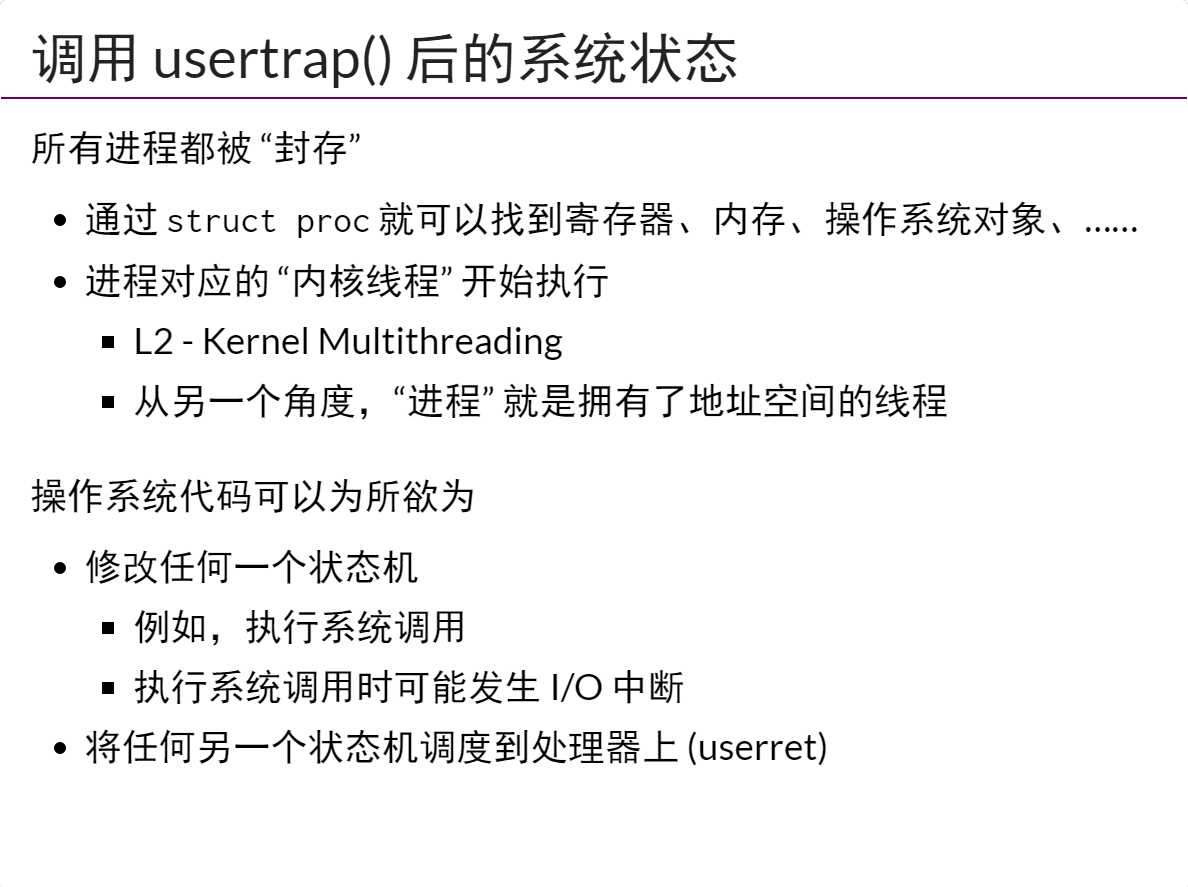 调用 usertrap() 后的系统状态
所有进程都被 “封存”
通过 struct proc 就可以找到寄存器、内存、操作系统对象、……
进程对应的 “内核线程” 开始执行
L2 - Kernel Multithreading
从另一个角度，“进程” 就是拥有了地址空间的线程
操作系统代码可以为所欲为
修改任何一个状态机
例如，执行系统调用
执行系统调用时可能发生 I/O 中断
将任何另一个状态机调度到处理器上 (userret)